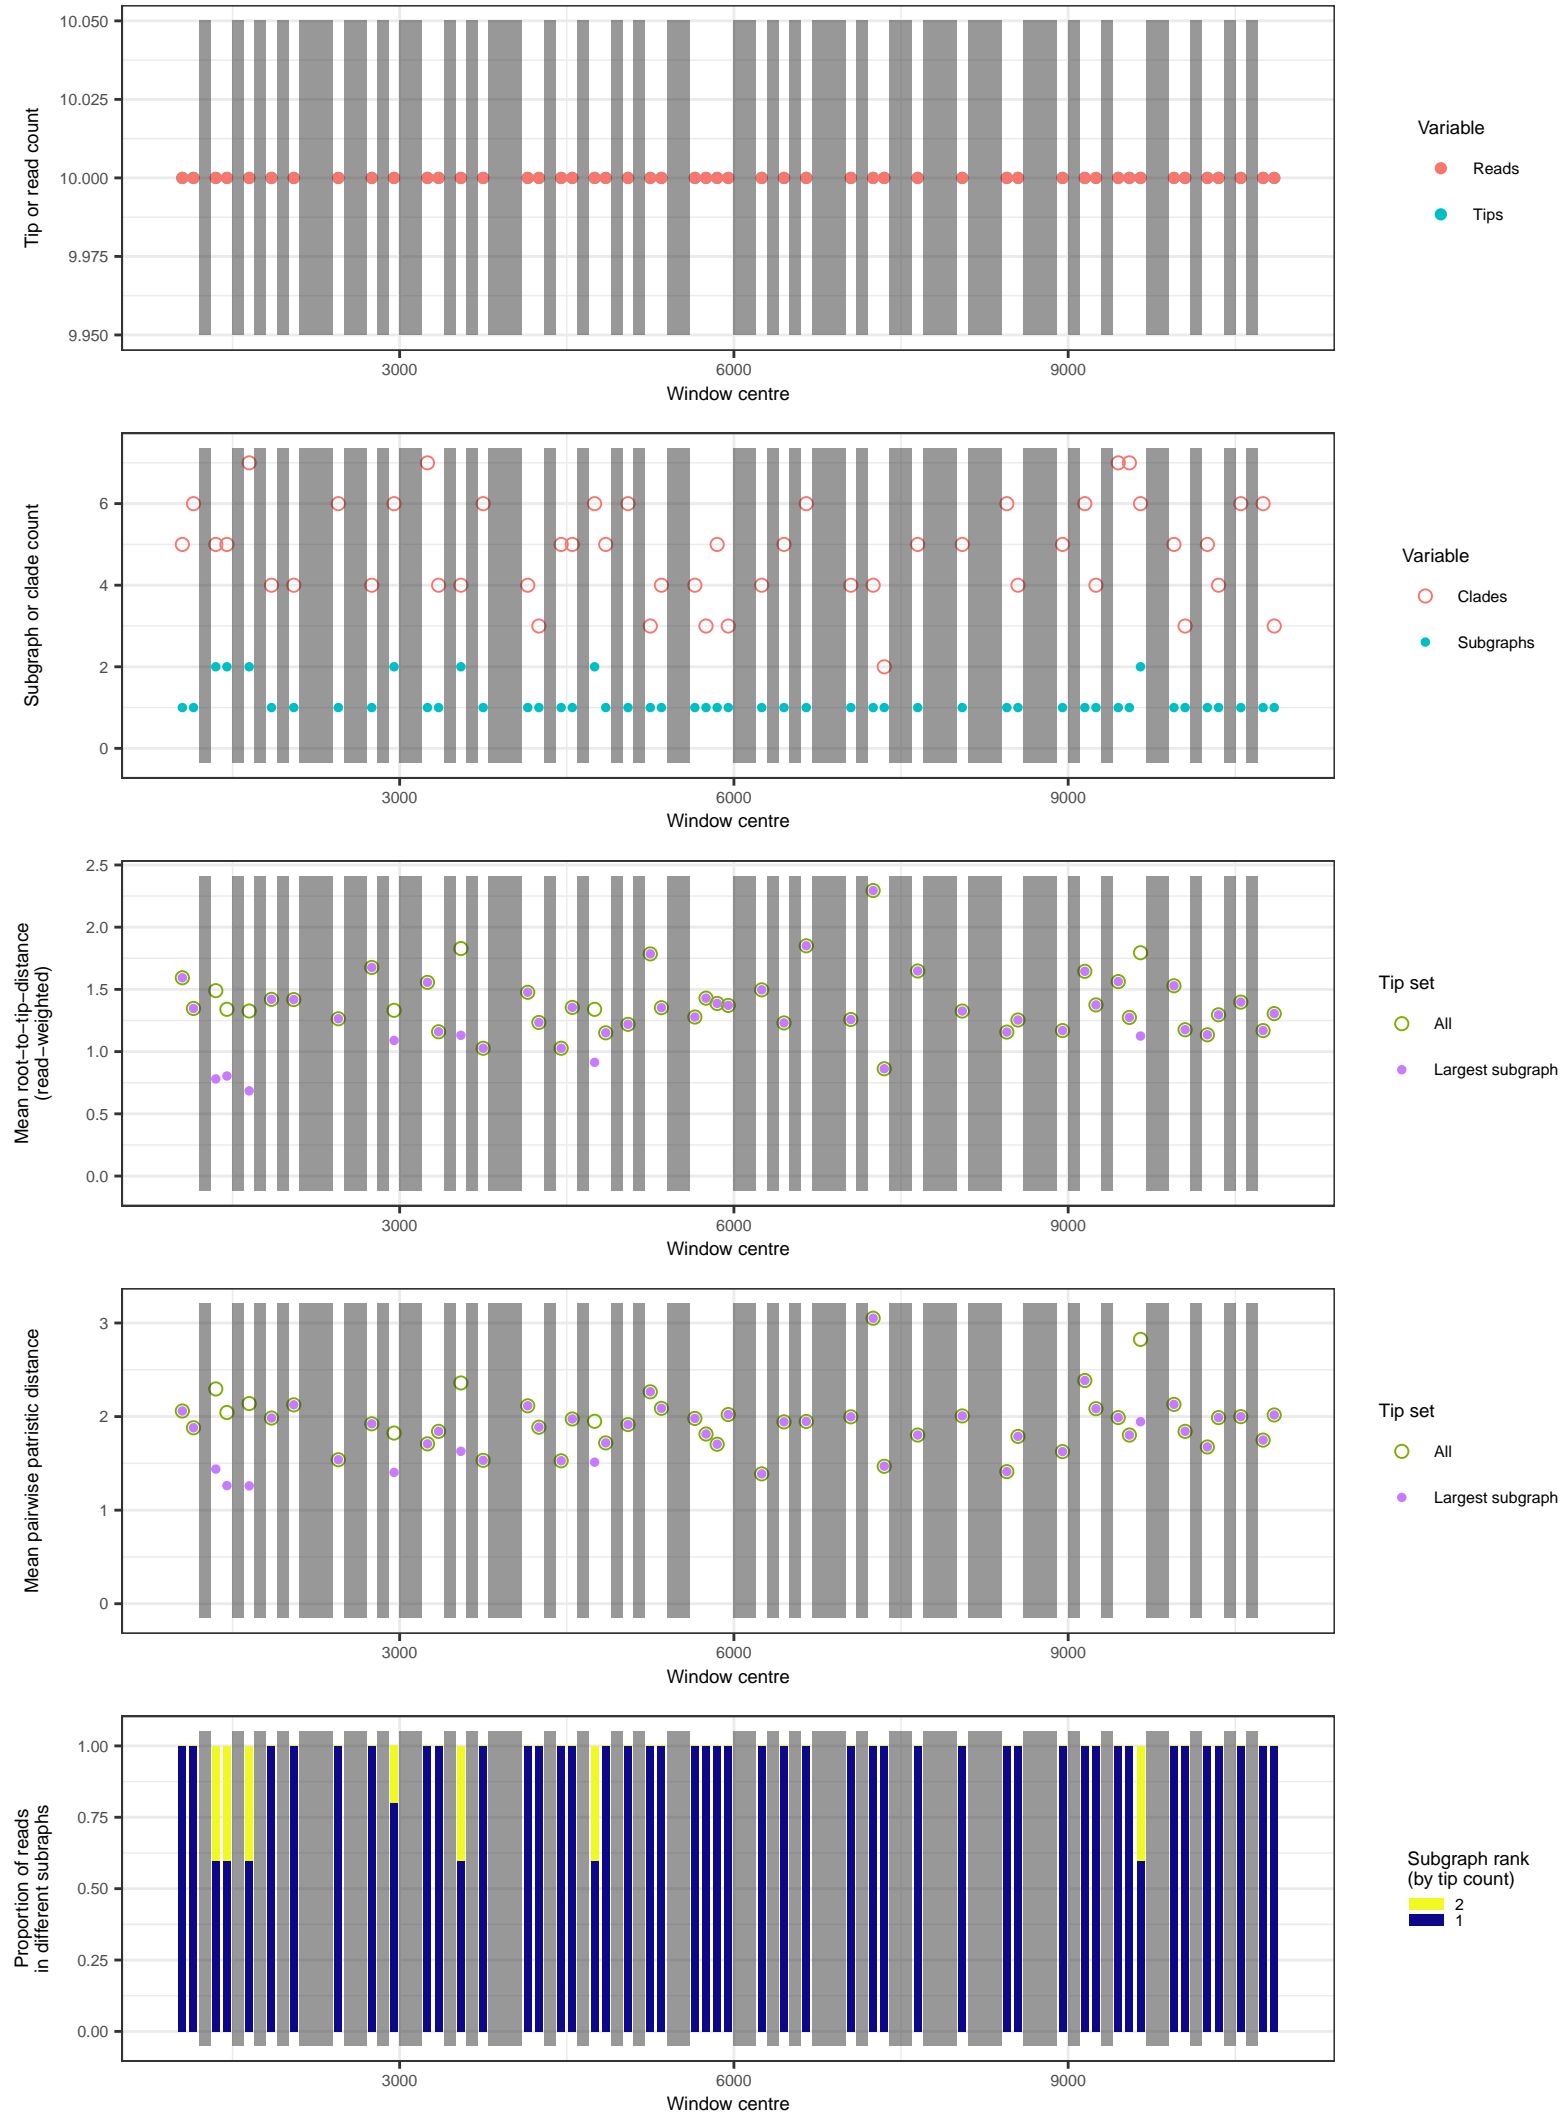 10.050
10.025
10.000
9.975
9.950
Tip or read count
3000 6000 9000
Window centre
Variable
Reads
Tips
6
4
2
0
Subgraph or clade count
3000 6000 9000
Window centre
Variable
Clades
Subgraphs
2.5
2.0
1.5
1.0
0.5
0.0
Mean root−to−tip−distance
(read−weighted)
3000 6000 9000
Window centre
Tip set
All
Largest subgraph
3
2
1
0
Mean pairwise patristic distance
3000 6000 9000
Window centre
Tip set
All
Largest subgraph
1.00
0.75
0.50
0.25
0.00
Proportion of reads
in different subraphs
3000 6000 9000
Window centre
Subgraph rank
(by tip count)
2
1